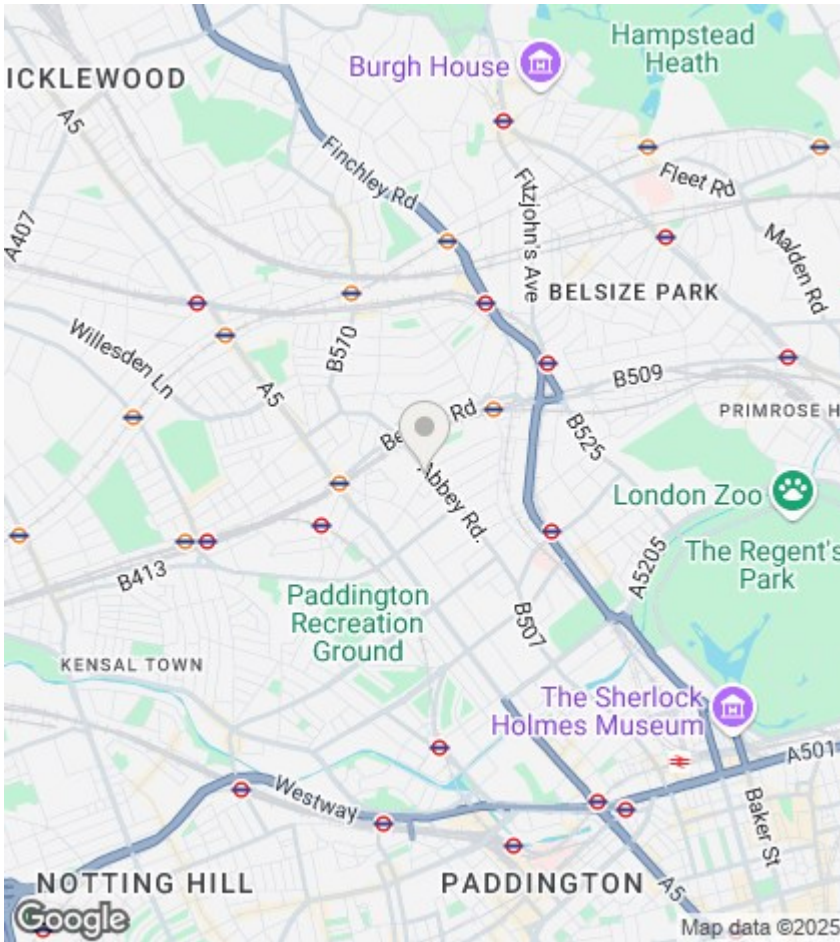 Hampstead
Heath
Burgh House
ICKLEWOOD
A5
Finchley Rd
Fitzjohn's Ave
Fleet Rd
A407
Malden Rd
BELSIZE PARK
Willesden Ln
B570
A5
B509
PRIMROSE H
Be Rd
B525
Abbey Rd.
London Zoo
The Regent's
Park
A5205
B413
Paddington
Recreation
Ground
B507
KENSAL TOWN
The Sherlock
Holmes Museum
A501
Westway
Baker St
NOTTING HILL
PADDINGTON
A5
Google
Map data ©2025